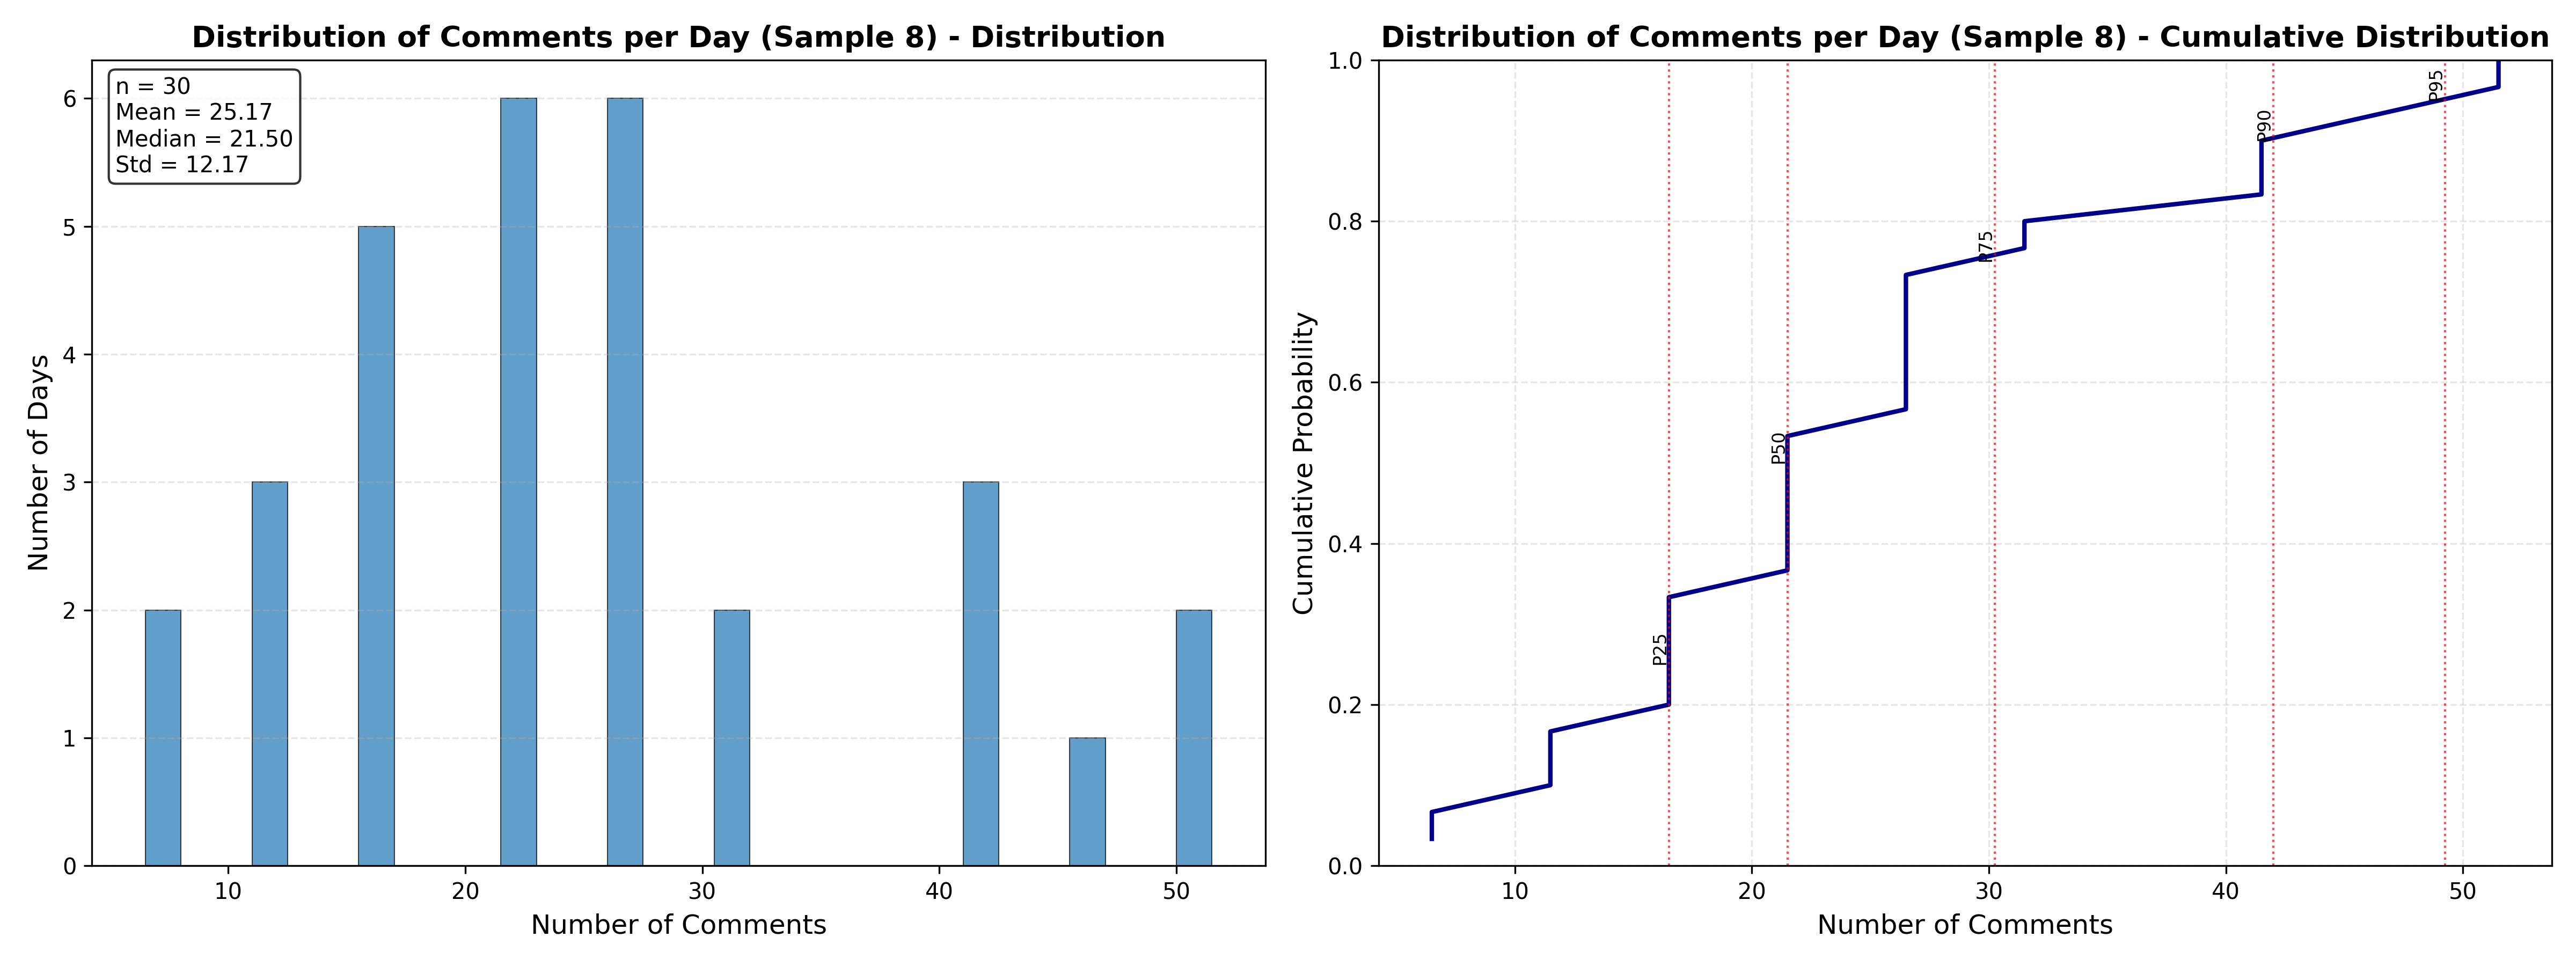 Distribution of Comments per Day (Sample 8) - Distribution
n = 30
Mean = 25.17
Median = 21.50
Std = 12.17
Number of Days
6
5
4
3
2
1
0
10 20 30 40 50
Number of Comments
Distribution of Comments per Day (Sample 8) - Cumulative Distribution
Cumulative Probability
1.0
0.8
0.6
0.4
0.2
0.0
P25
P50
P75
P90
P95
10 20 30 40 50
Number of Comments